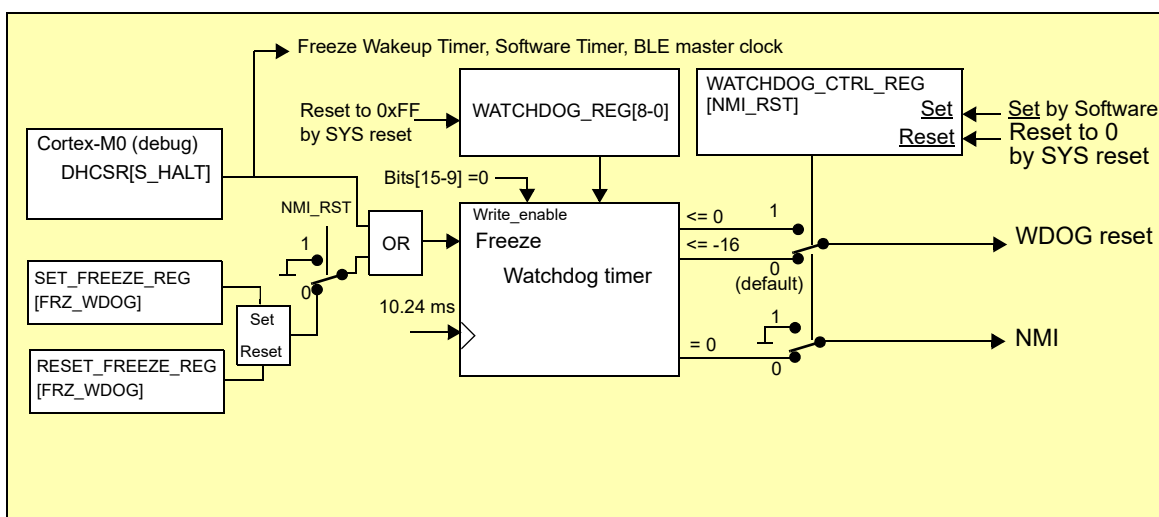 Freeze Wakeup Timer, Software Timer, BLE master clock
Reset to 0xFF
by SYS reset
WATCHDOG_REG[8-0]
WATCHDOG_CTRL_REG
[NMI_RST]
Set
Reset
Set by Software
Reset to 0
by SYS reset
Cortex-M0 (debug)
DHCSR[S_HALT]
Bits[15-9] =0
NMI_RST
1
0
OR
Write_enable
Freeze
Watchdog timer
10.24 ms
<= 0
<= -16
= 0
1
0
(default)
WDOG reset
1
0
NMI
SET_FREEZE_REG
[FRZ_WDOG]
Set
Reset
RESET_FREEZE_REG
[FRZ_WDOG]